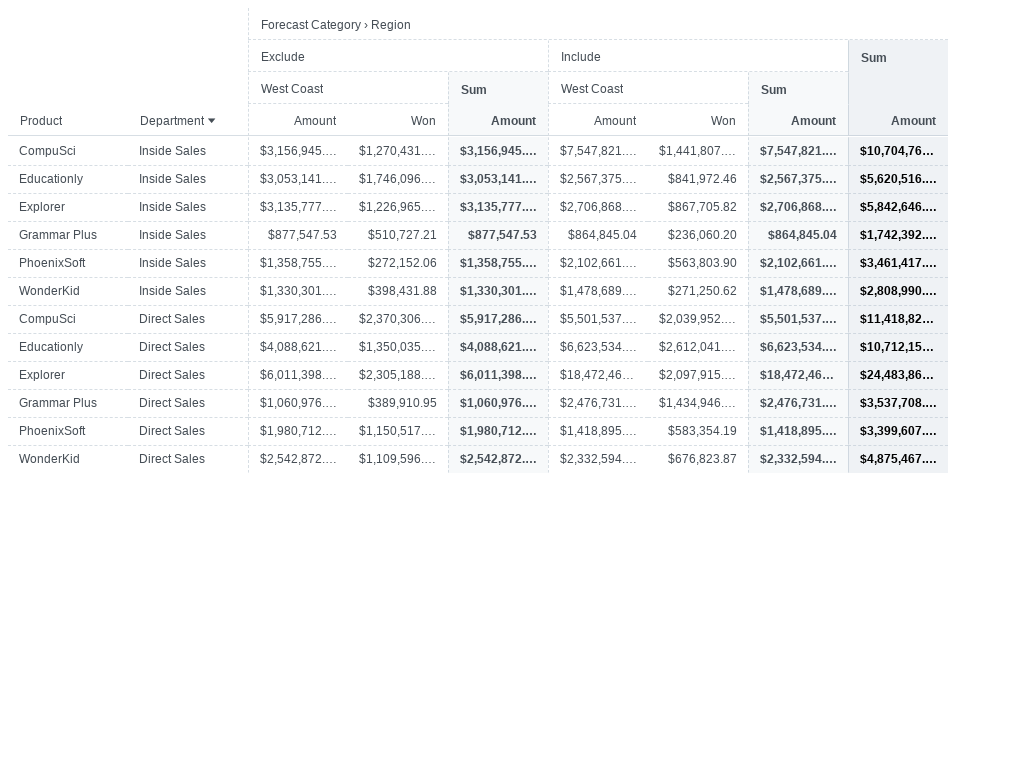 Forecast Category › Region
Exclude Include Sum
West Coast Sum West Coast Sum
Product Department Amount Won Amount Amount Won Amount Amount
CompuSci Inside Sales $3,156,945.… $1,270,431.… $3,156,945.… $7,547,821.… $1,441,807.… $7,547,821.… $10,704,76…
Educationly Inside Sales $3,053,141.… $1,746,096.… $3,053,141.… $2,567,375.… $841,972.46 $2,567,375.… $5,620,516.…
Explorer Inside Sales $3,135,777.… $1,226,965.… $3,135,777.… $2,706,868.… $867,705.82 $2,706,868.… $5,842,646.…
Grammar Plus Inside Sales $877,547.53 $510,727.21 $877,547.53 $864,845.04 $236,060.20 $864,845.04 $1,742,392.…
PhoenixSoft Inside Sales $1,358,755.… $272,152.06 $1,358,755.… $2,102,661.… $563,803.90 $2,102,661.… $3,461,417.…
WonderKid Inside Sales $1,330,301.… $398,431.88 $1,330,301.… $1,478,689.… $271,250.62 $1,478,689.… $2,808,990.…
CompuSci Direct Sales $5,917,286.… $2,370,306.… $5,917,286.… $5,501,537.… $2,039,952.… $5,501,537.… $11,418,82…
Educationly Direct Sales $4,088,621.… $1,350,035.… $4,088,621.… $6,623,534.… $2,612,041.… $6,623,534.… $10,712,15…
Explorer Direct Sales $6,011,398.… $2,305,188.… $6,011,398.… $18,472,46… $2,097,915.… $18,472,46… $24,483,86…
Grammar Plus Direct Sales $1,060,976.… $389,910.95 $1,060,976.… $2,476,731.… $1,434,946.… $2,476,731.… $3,537,708.…
PhoenixSoft Direct Sales $1,980,712.… $1,150,517.… $1,980,712.… $1,418,895.… $583,354.19 $1,418,895.… $3,399,607.…
WonderKid Direct Sales $2,542,872.… $1,109,596.… $2,542,872.… $2,332,594.… $676,823.87 $2,332,594.… $4,875,467.…